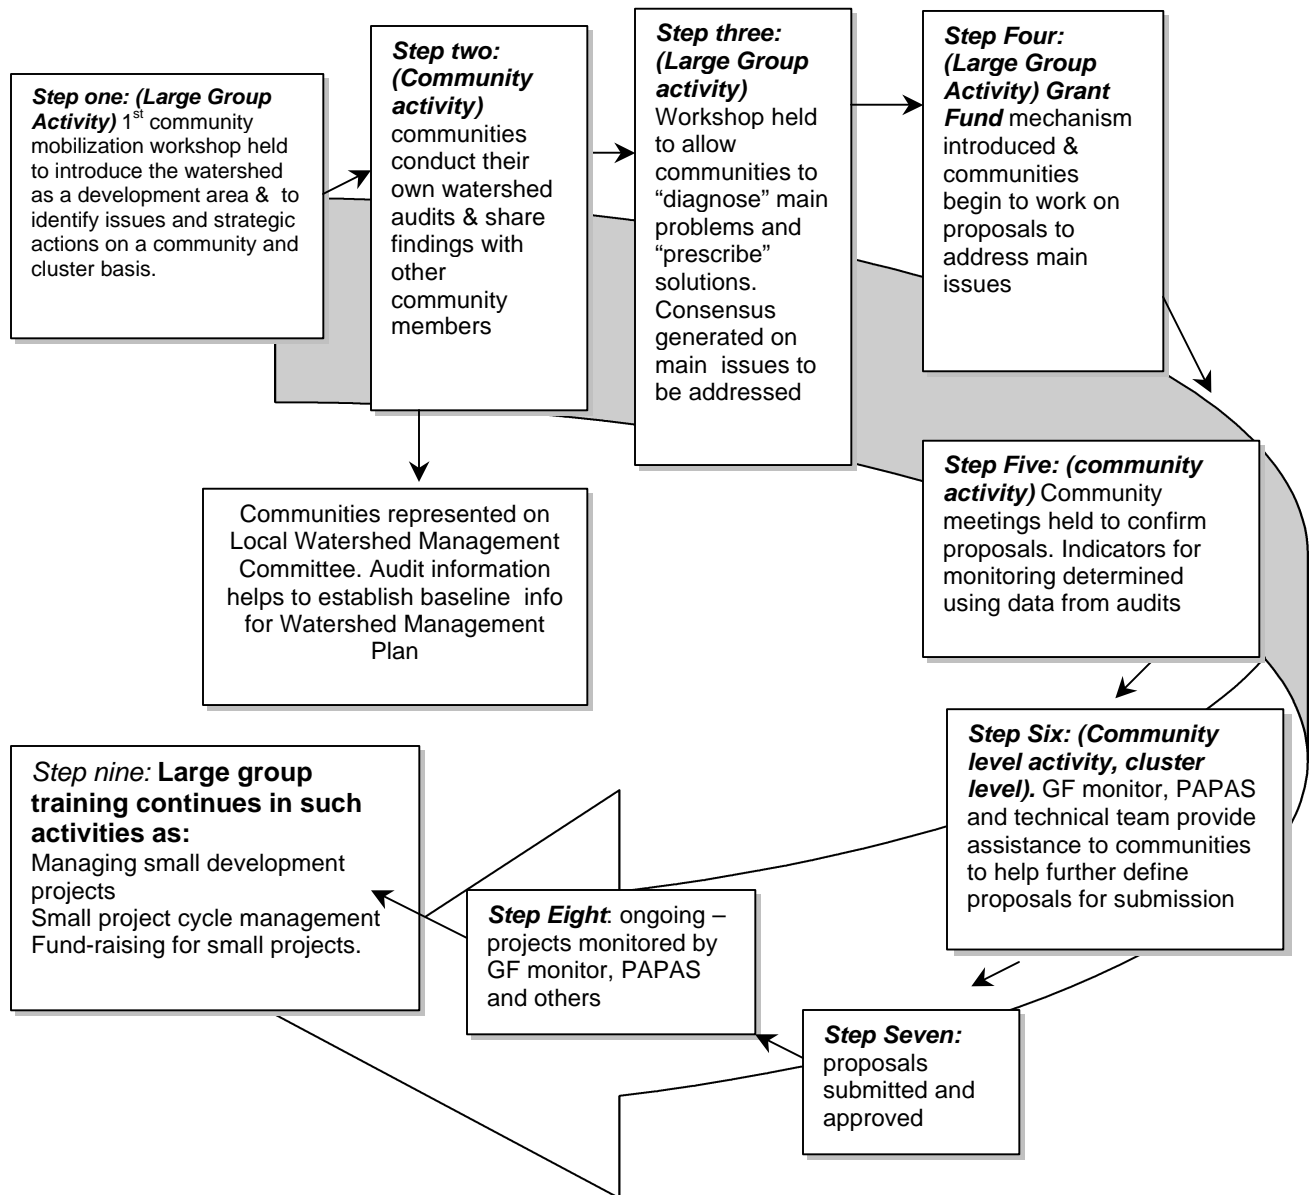 Step one: (Large Group
Activity) 1st community
mobilization workshop held
to introduce the watershed
as a development area & to
identify issues and strategic
actions on a community and
cluster basis.
Step two:
(Community
activity)
communities
conduct their
own watershed
audits & share
findings with
other
community
members
Step three:
(Large Group
activity)
Workshop held
to allow
communities to
“diagnose” main
problems and
“prescribe”
solutions.
Consensus
generated on
main issues to
be addressed
Step Four:
(Large Group
Activity) Grant
Fund mechanism
introduced &
communities
begin to work on
proposals to
address main
issues
Communities represented on
Local Watershed Management
Committee. Audit information
helps to establish baseline info
for Watershed Management
Plan
Step Five: (community
activity) Community
meetings held to confirm
proposals. Indicators for
monitoring determined
using data from audits
Step Six: (Community
level activity, cluster
level). GF monitor, PAPAS
and technical team provide
assistance to communities
to help further define
proposals for submission
Step Seven:
proposals
submitted and
approved
Step Eight: ongoing –
projects monitored by
GF monitor, PAPAS
and others
Step nine: Large group
training continues in such
activities as:
Managing small development
projects
Small project cycle management
Fund-raising for small projects.